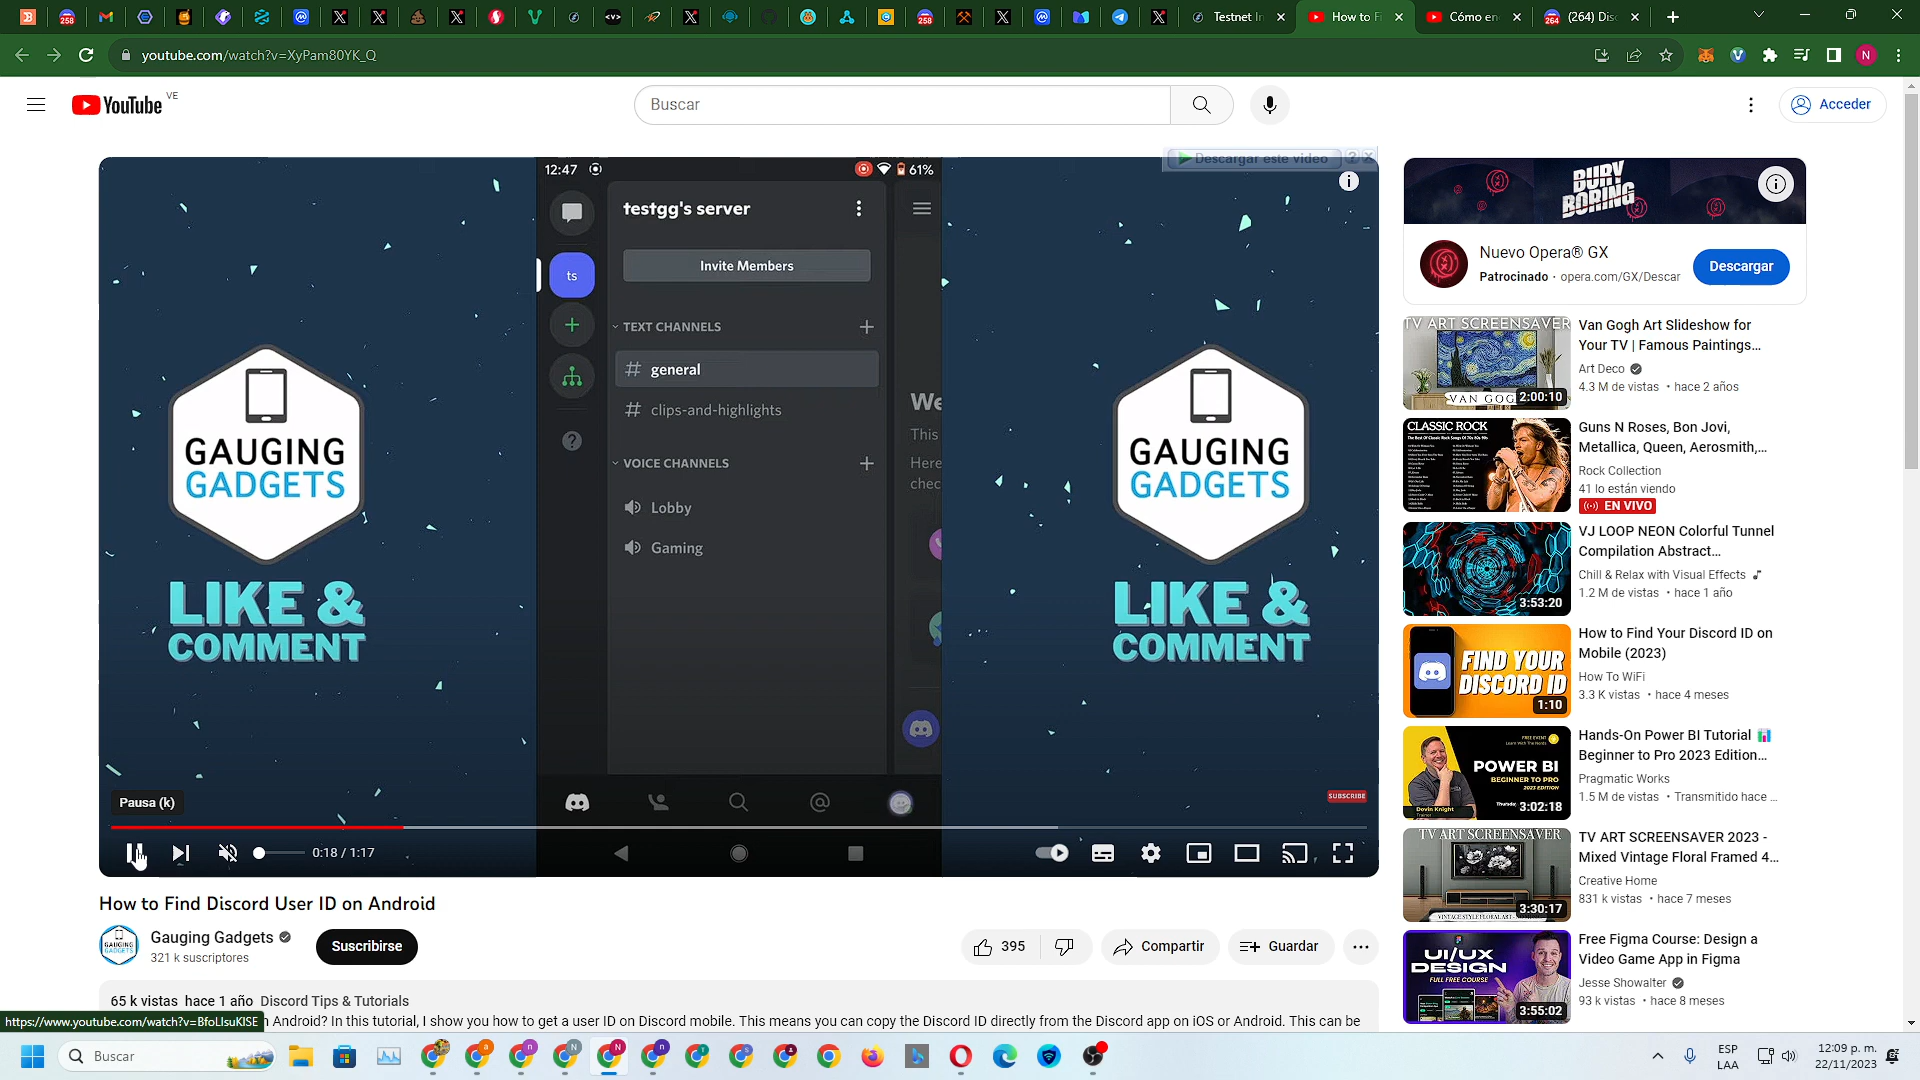 Testnet In
How to Fi
Cómo en
(264) Disc
youtube.com/watch?v=XyPam80YK_Q
YouTube VE
Buscar
Acceder
Descargar este video
12:47
61%
testgg's server
ts
Invite Members
TEXT CHANNELS
# general
# clips-and-highlights
VOICE CHANNELS
Lobby
Gaming
We
This
Here
chec
GAUGING
GADGETS
LIKE &
COMMENT
GAUGING
GADGETS
LIKE &
COMMENT
SUBSCRIBE
Pausa (k)
0:18 / 1:17
How to Find Discord User ID on Android
Gauging Gadgets
321 k suscriptores
Suscribirse
395
Compartir
Guardar
65 k vistas hace 1 año Discord Tips & Tutorials
n Android? In this tutorial, I show you how to get a user ID on Discord mobile. This means you can copy the Discord ID directly from the Discord app on iOS or Android. This can be
https://www.youtube.com/watch?v=BfoLIsuKISE
BURY
BORING
Nuevo Opera® GX
Patrocinado · opera.com/GX/Descar
Descargar
TV ART SCREENSAVER
VAN GOG
2:00:10
Van Gogh Art Slideshow for
Your TV | Famous Paintings...
Art Deco
4.3 M de vistas • hace 2 años
CLASSIC ROCK
Guns N Roses, Bon Jovi,
Metallica, Queen, Aerosmith,...
Rock Collection
41 lo están viendo
EN VIVO
3:53:20
VJ LOOP NEON Colorful Tunnel
Compilation Abstract...
Chill & Relax with Visual Effects
1.2 M de vistas • hace 1 año
FIND YOUR
DISCORD ID
1:10
How to Find Your Discord ID on
Mobile (2023)
How To WiFi
3.3 K vistas • hace 4 meses
POWER BI
BEGINNER TO PRO
2023 EDITION
Devin Knight
3:02:18
Hands-On Power BI Tutorial
Beginner to Pro 2023 Edition...
Pragmatic Works
1.5 M de vistas • Transmitido hace ...
TV ART SCREENSAVER
3:30:17
TV ART SCREENSAVER 2023 -
Mixed Vintage Floral Framed 4...
Creative Home
831 k vistas • hace 7 meses
UI/UX
DESIGN
FULL FREE COURSE
3:55:02
Free Figma Course: Design a
Video Game App in Figma
Jesse Showalter
93 k vistas • hace 8 meses
Buscar
ESP
LAA
12:09 p. m.
22/11/2023